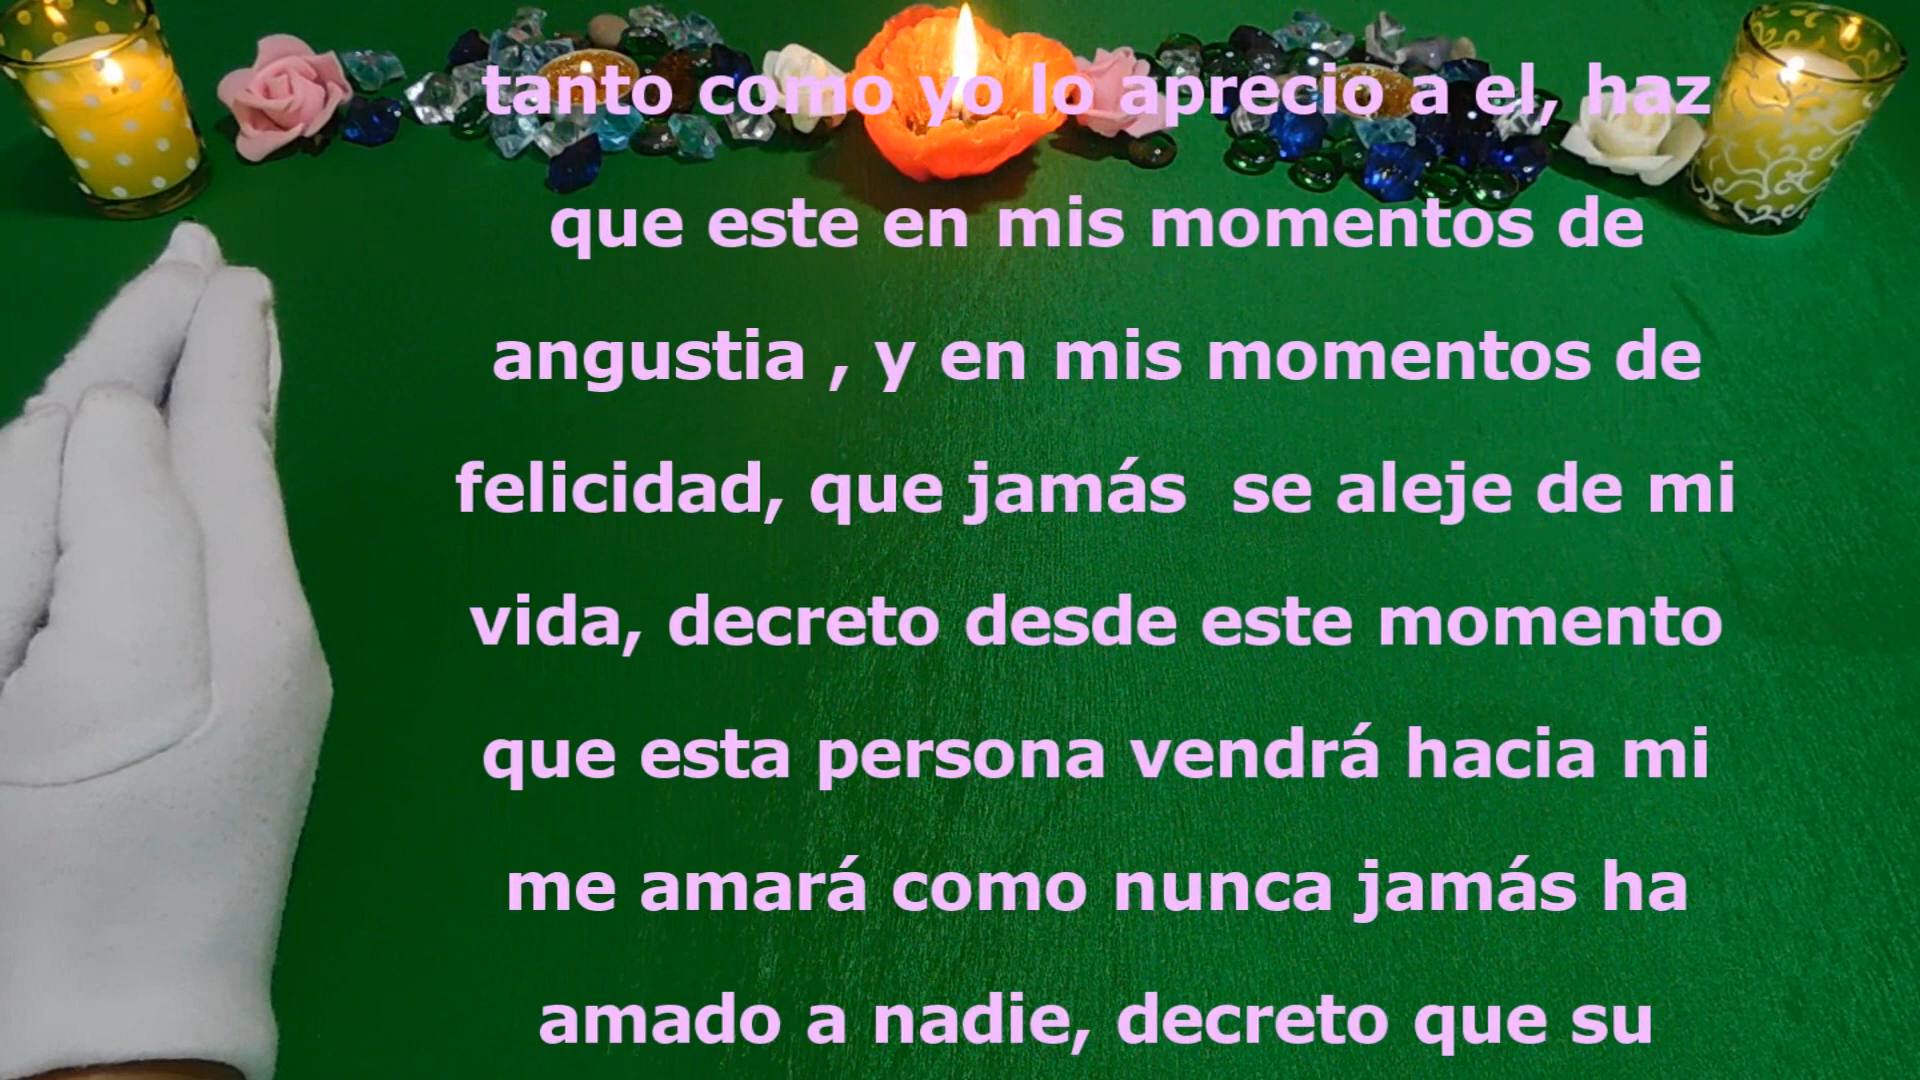 tanto como yo lo aprecio a el, haz
que este en mis momentos de
angustia , y en mis momentos de
felicidad, que jamás  se aleje de mi
vida, decreto desde este momento
que esta persona vendrá hacia mi
me amará como nunca jamás ha
amado a nadie, decreto que su